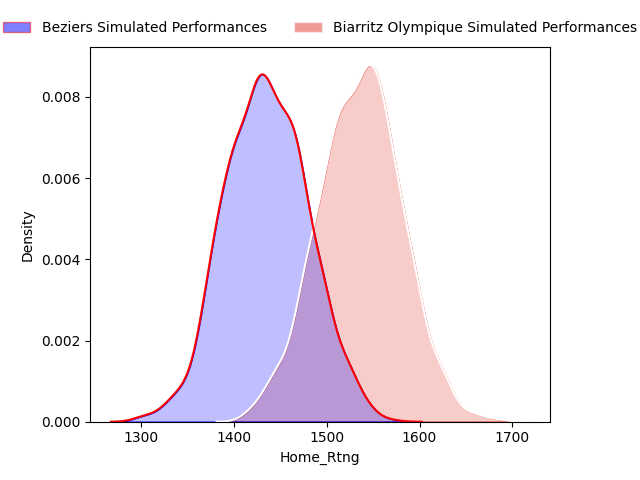 Beziers Simulated Performances
Biarritz Olympique Simulated Performances
0.008
0.006
0.004
0.002
0.000
Density
1300
1400
1500
1600
1700
Home_Rtng